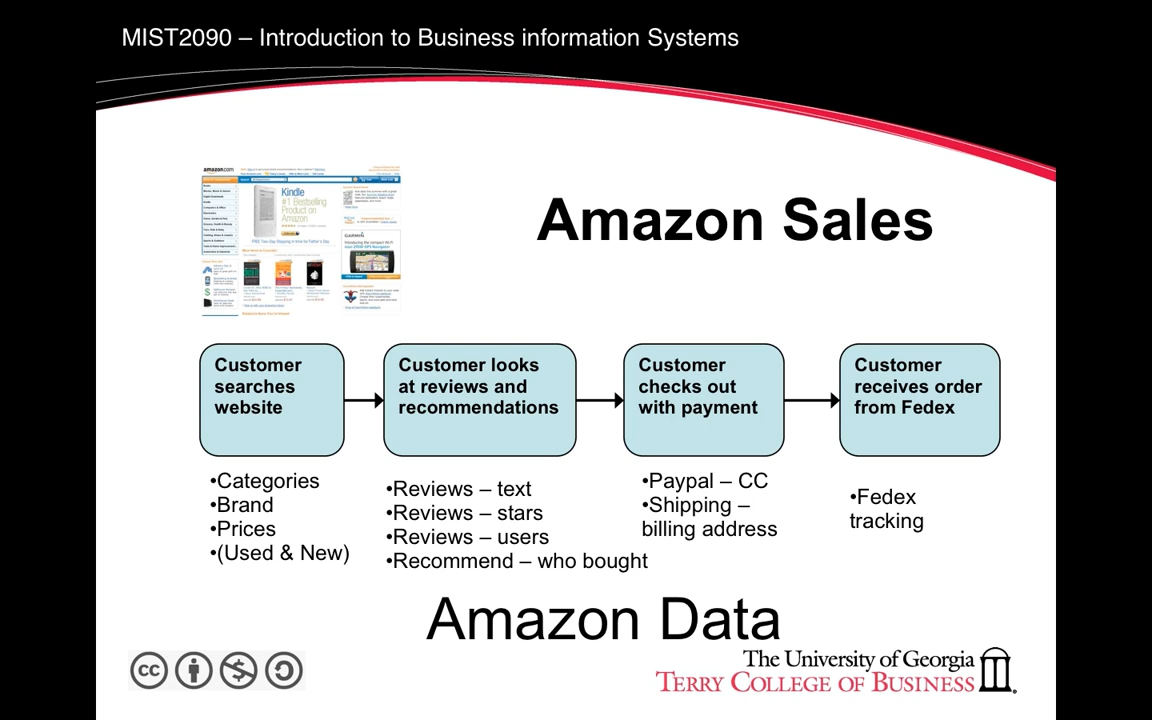 MIST2090 – Introduction to Business information Systems
amazon.com
Kindle
#1 Bestselling
Product on
Amazon
Amazon Sales
Customer
searches
website
Customer looks
at reviews and
recommendations
Customer
checks out
with payment
Customer
receives order
from Fedex
•Categories
•Brand
•Prices
•(Used & New)
•Reviews – text
•Reviews – stars
•Reviews – users
•Recommend – who bought
•Paypal – CC
•Shipping –
billing address
•Fedex
tracking
Amazon Data
cc
The University of Georgia
Terry College of Business